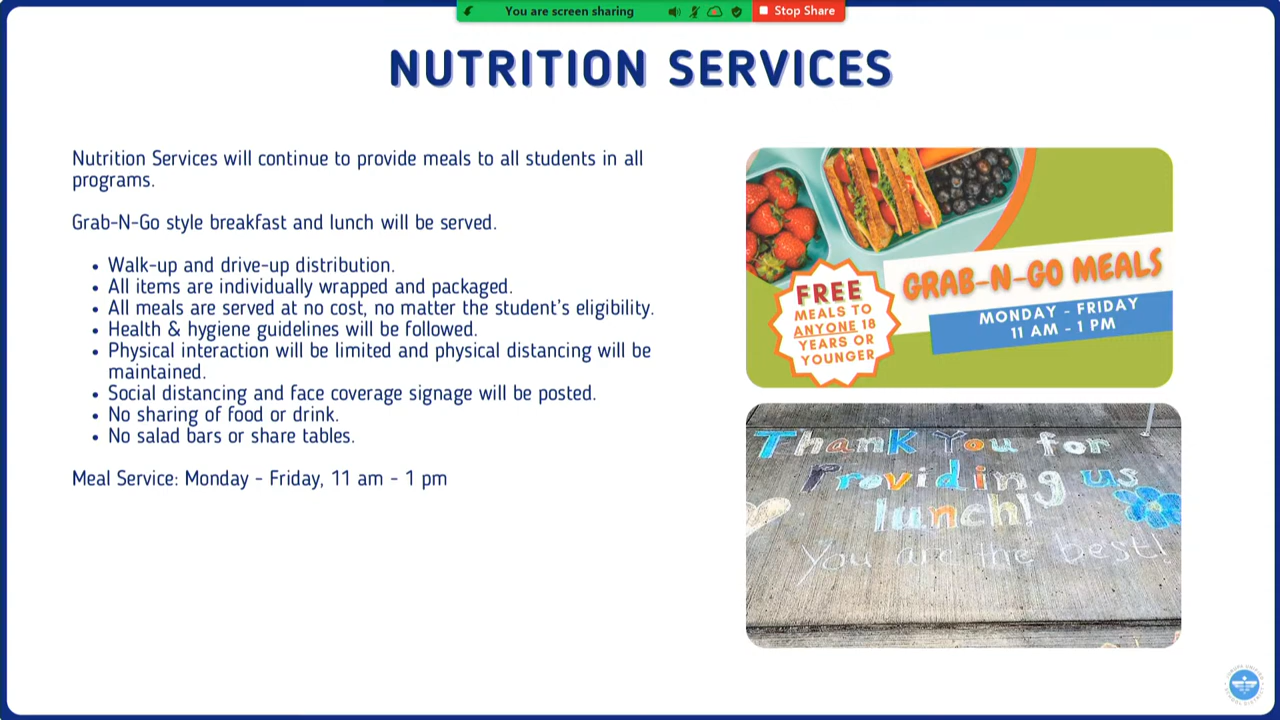 You are screen sharing
Stop Share
NUTRITION SERVICES
Nutrition Services will continue to provide meals to all students in all
programs.
Grab-N-Go style breakfast and lunch will be served.
• Walk-up and drive-up distribution.
• All items are individually wrapped and packaged.
• All meals are served at no cost, no matter the student's eligibility.
• Health & hygiene guidelines will be followed.
• Physical interaction will be limited and physical distancing will be
maintained.
• Social distancing and face coverage signage will be posted.
• No sharing of food or drink.
• No salad bars or share tables.
Meal Service: Monday - Friday, 11 am - 1 pm
GRAB-N-GO MEALS
MONDAY - FRIDAY
11 AM - 1 PM
FREE
MEALS TO
ANYONE 18
YEARS OR
YOUNGER
Thank You for
Providing us
lunch!
You are the best!
UNIFIED
SCHOOL DISTRICT